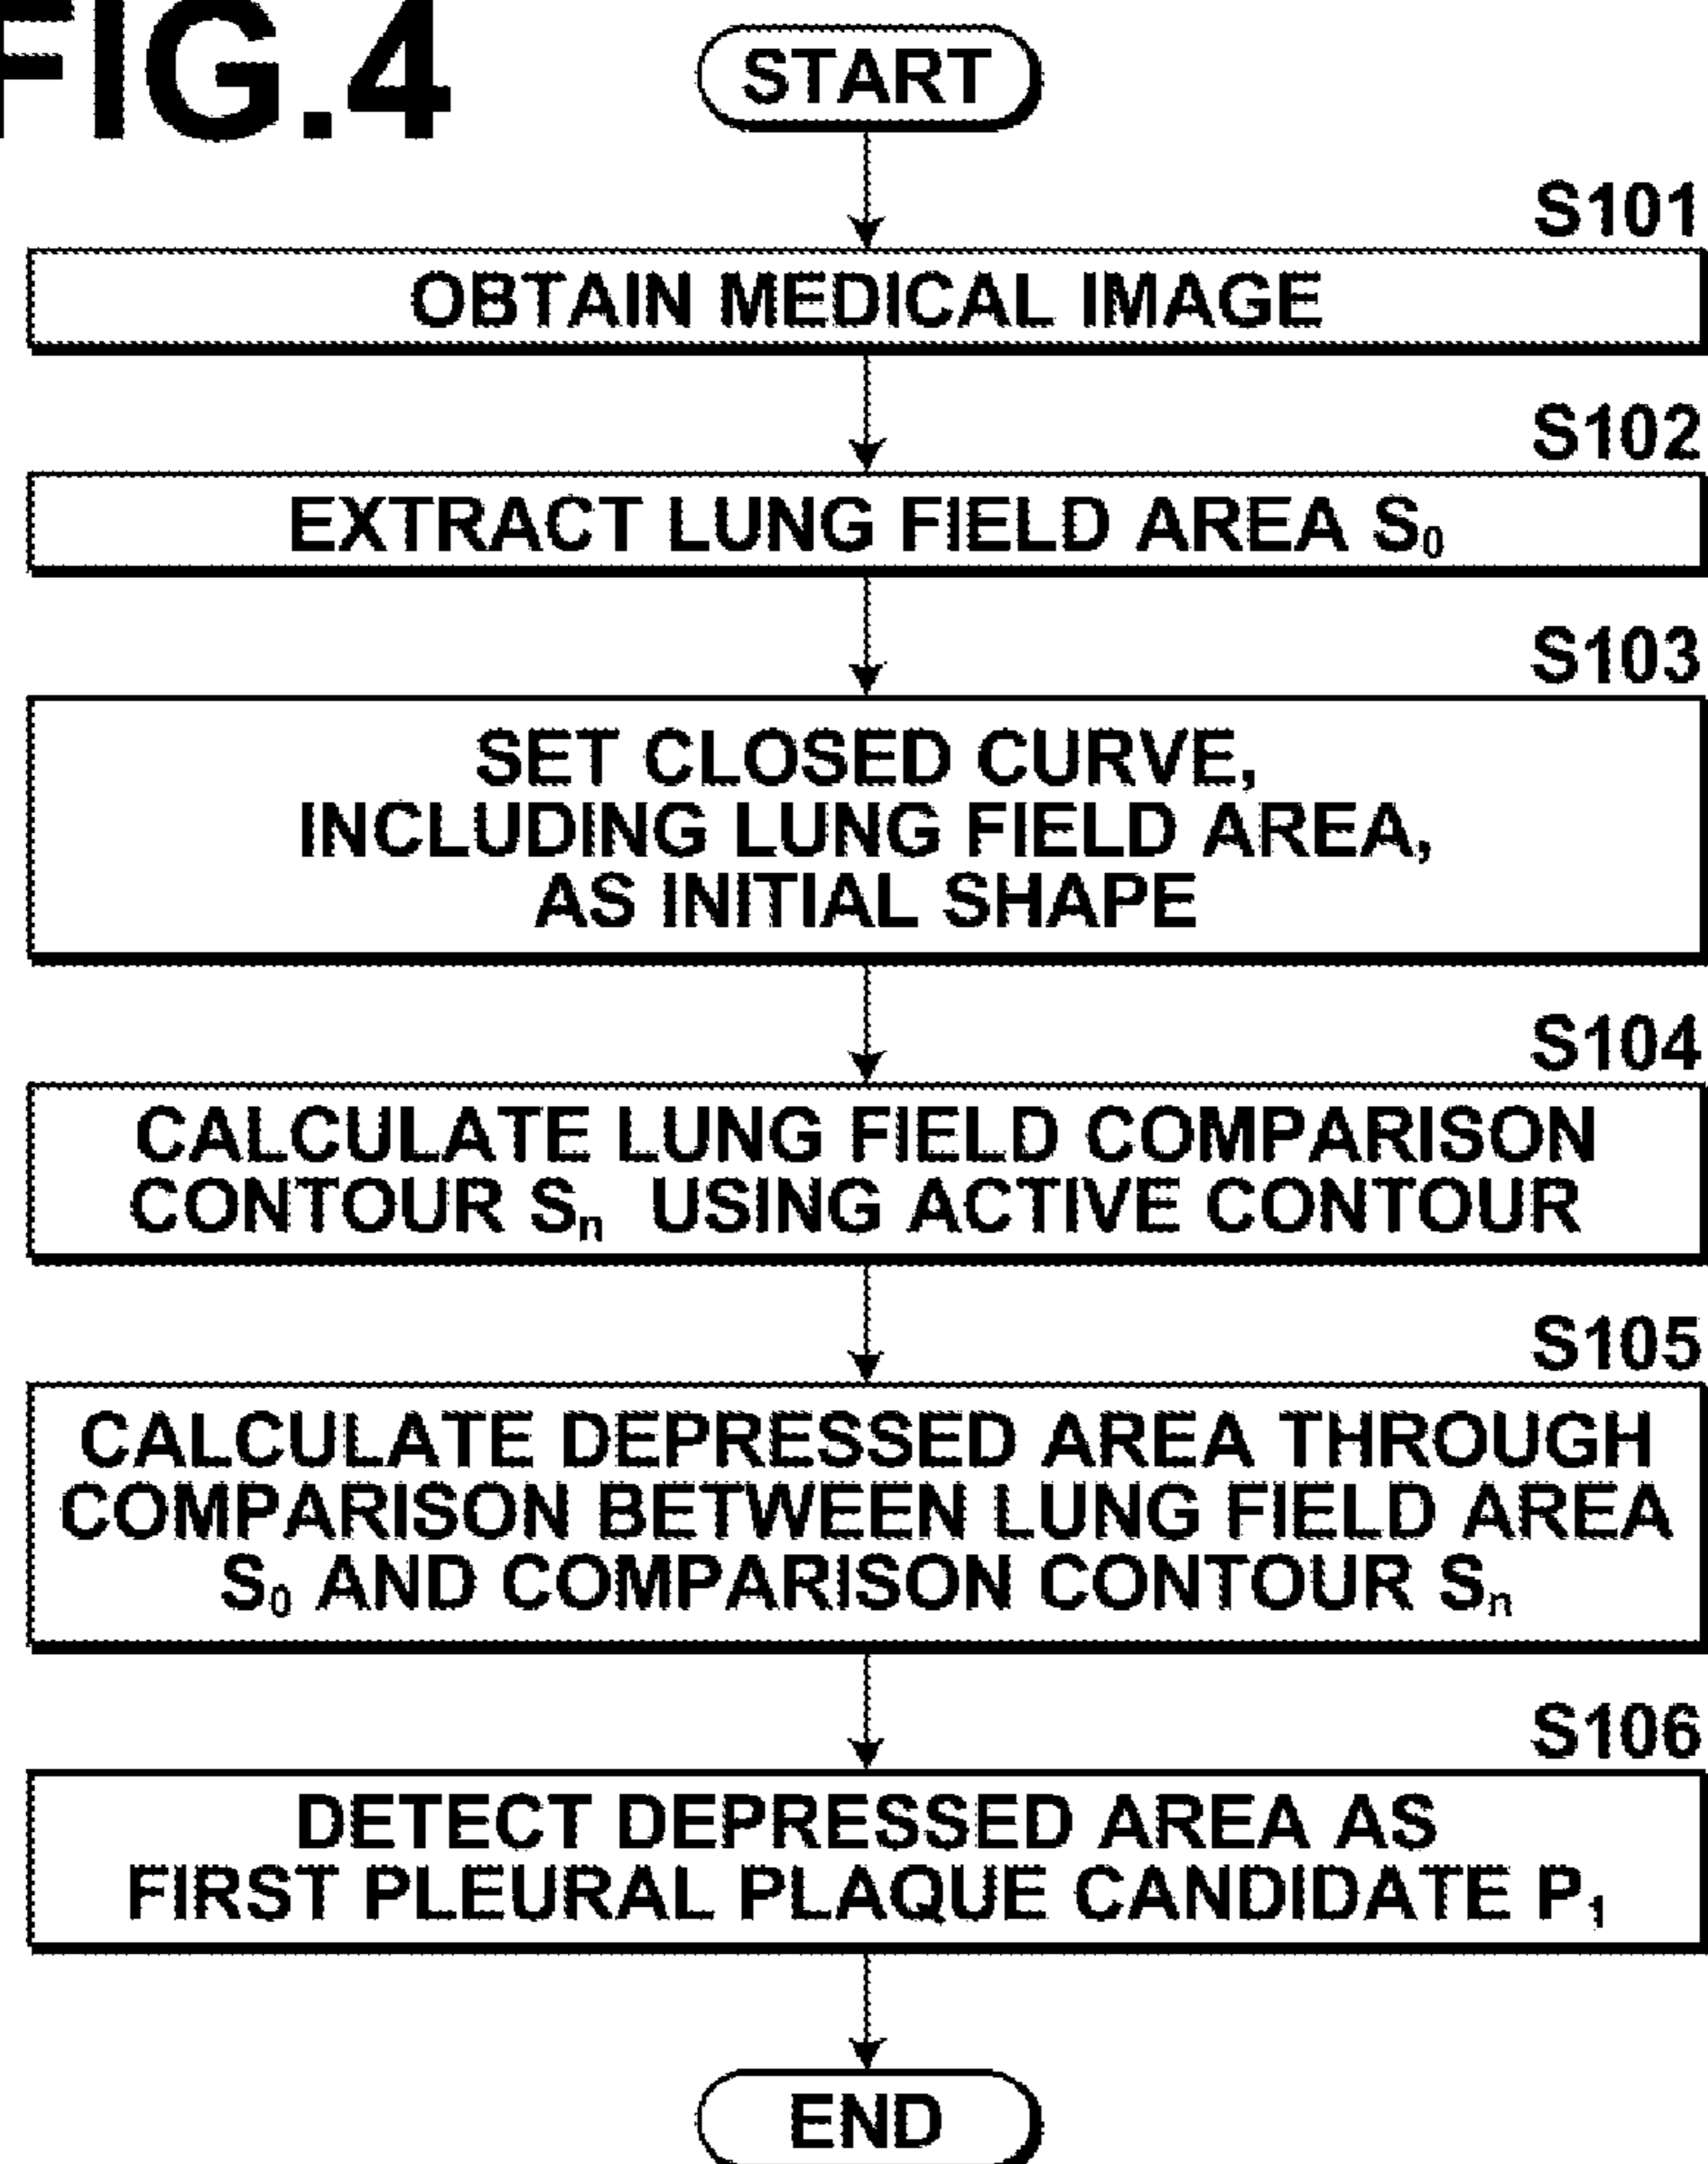 FIG.4
START
S101
OBTAIN MEDICAL IMAGE
S102
EXTRACT LUNG FIELD AREA S₀
S103
SET CLOSED CURVE,
INCLUDING LUNG FIELD AREA,
AS INITIAL SHAPE
S104
CALCULATE LUNG FIELD COMPARISON
CONTOUR Sₙ USING ACTIVE CONTOUR
S105
CALCULATE DEPRESSED AREA THROUGH
COMPARISON BETWEEN LUNG FIELD AREA
S₀ AND COMPARISON CONTOUR Sₙ
S106
DETECT DEPRESSED AREA AS
FIRST PLEURAL PLAQUE CANDIDATE P₁
END